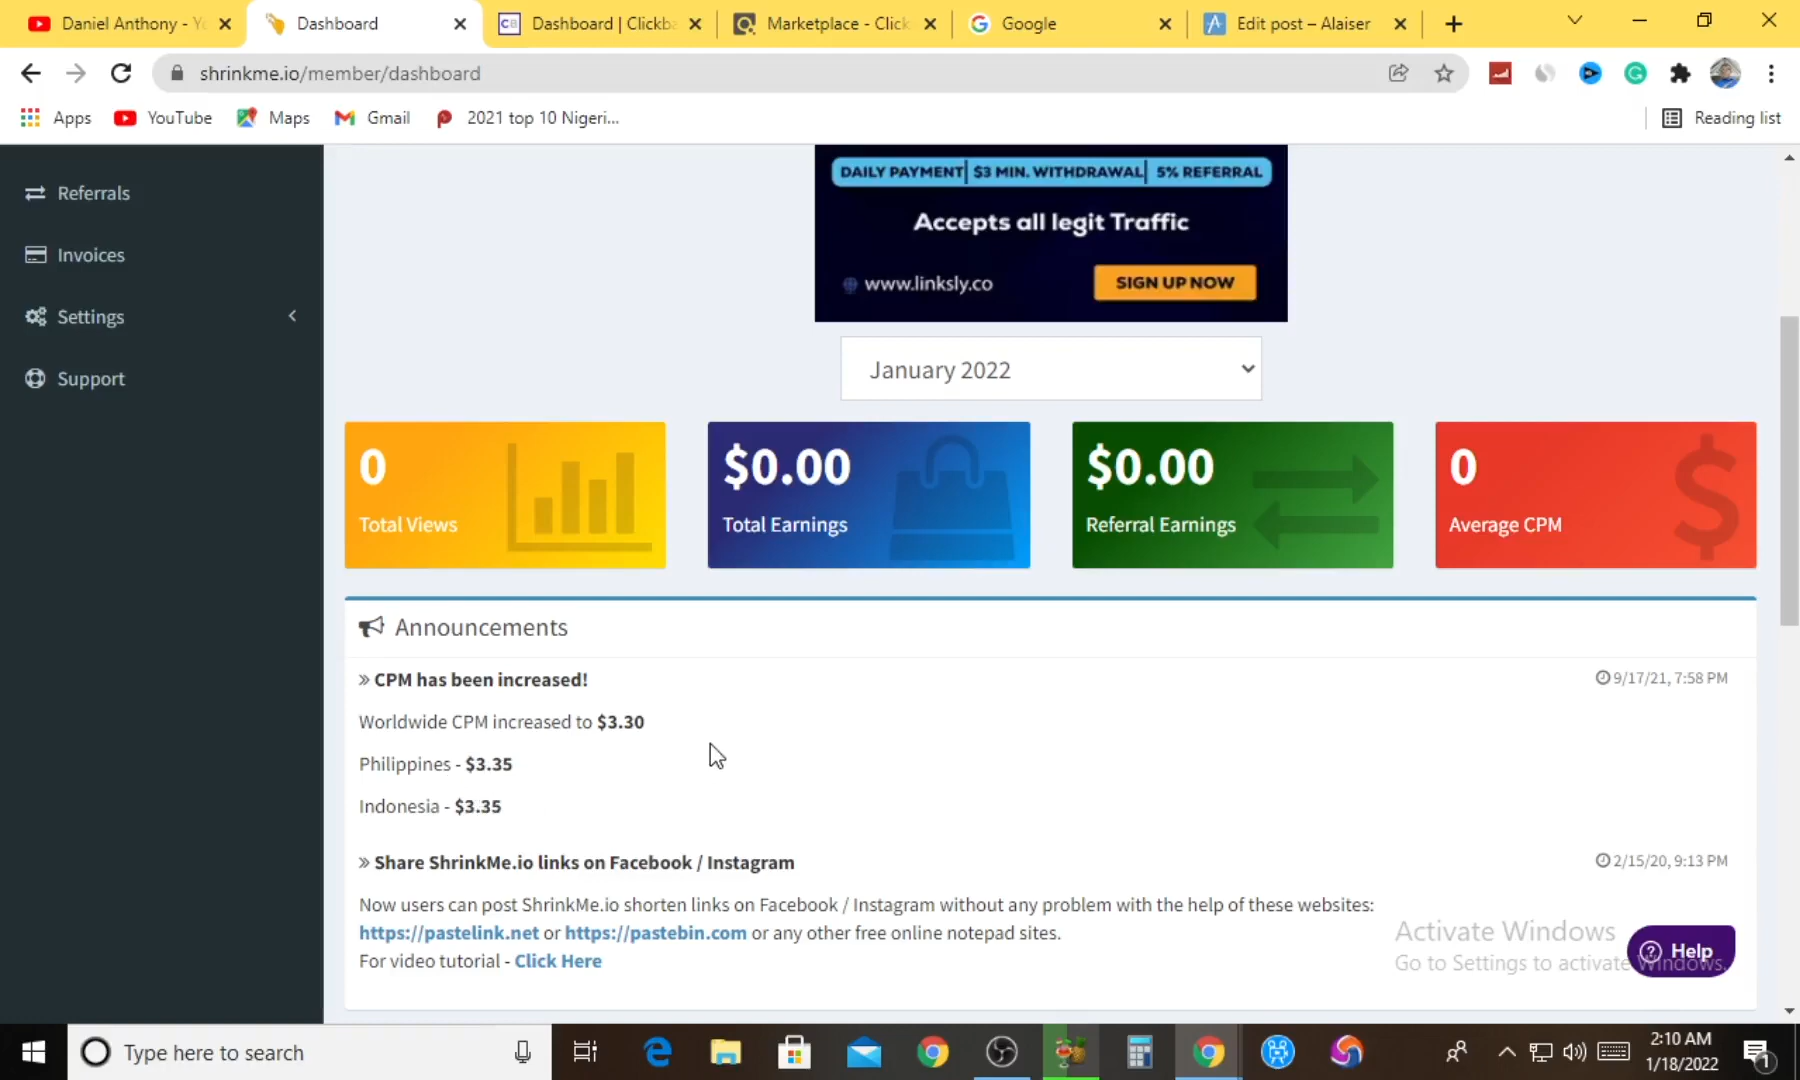 Daniel Anthony - Yo
Dashboard
CB Dashboard | Clickba
Marketplace - Click
Google
Edit post – Alaiser
shrinkme.io/member/dashboard
Apps
YouTube
Maps
Gmail
2021 top 10 Nigeri...
Reading list
Referrals
Invoices
Settings
Support
DAILY PAYMENT| $3 MIN. WITHDRAWAL| 5% REFERRAL
Accepts all legit Traffic
www.linksly.co
SIGN UP NOW
January 2022
0
Total Views
$0.00
Total Earnings
$0.00
Referral Earnings
0
Average CPM
Announcements
» CPM has been increased!
9/17/21, 7:58 PM
Worldwide CPM increased to $3.30
Philippines - $3.35
Indonesia - $3.35
» Share ShrinkMe.io links on Facebook / Instagram
2/15/20, 9:13 PM
Now users can post ShrinkMe.io shorten links on Facebook / Instagram without any problem with the help of these websites:
https://pastelink.net or https://pastebin.com or any other free online notepad sites.
For video tutorial - Click Here
Activate Windows
Go to Settings to activate Windows.
Help
Type here to search
2:10 AM
1/18/2022
1